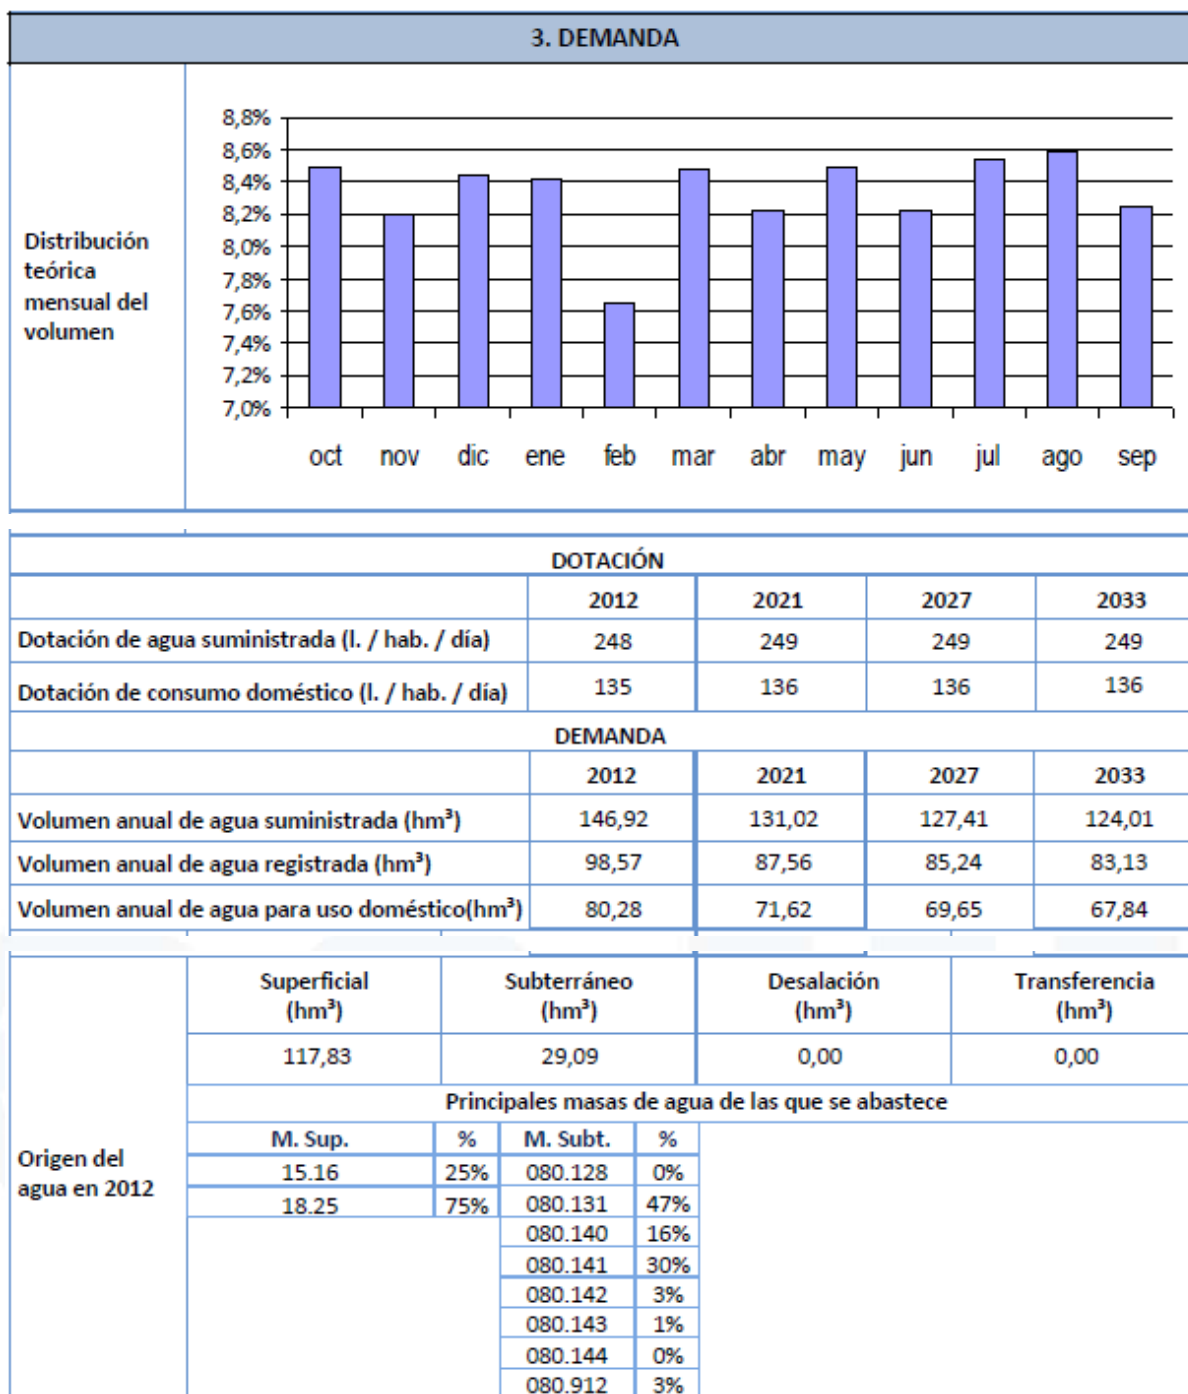 3. DEMANDA
Distribución
teórica
mensual del
volumen
8,8%
8,6%
8,4%
8,2%
8,0%
7,8%
7,6%
7,4%
7,2%
7,0%
oct nov dic ene feb mar abr may jun jul ago sep
DOTACIÓN
2012 2021 2027 2033
Dotación de agua suministrada (l. / hab. / día) 248 249 249 249
Dotación de consumo doméstico (l. / hab. / día) 135 136 136 136
DEMANDA
2012 2021 2027 2033
Volumen anual de agua suministrada (hm³) 146,92 131,02 127,41 124,01
Volumen anual de agua registrada (hm³) 98,57 87,56 85,24 83,13
Volumen anual de agua para uso doméstico(hm³) 80,28 71,62 69,65 67,84
Origen del
agua en 2012
Superficial Subterráneo Desalación Transferencia
(hm³) (hm³) (hm³) (hm³)
117,83 29,09 0,00 0,00
Principales masas de agua de las que se abastece
M. Sup. % M. Subt. %
15.16 25% 080.128 0%
18.25 75% 080.131 47%
080.140 16%
080.141 30%
080.142 3%
080.143 1%
080.144 0%
080.912 3%